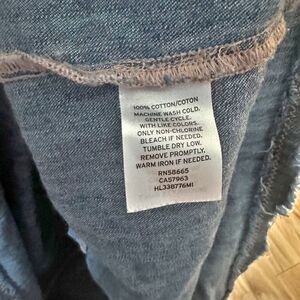 100% COTTON/COTON
MACHINE WASH COLD.
GENTLE CYCLE.
WITH LIKE COLORS.
ONLY NON-CHLORINE
BLEACH IF NEEDED.
TUMBLE DRY LOW.
REMOVE PROMPTLY.
WARM IRON IF NEEDED.
RN58665
CA57963
HL338776MI